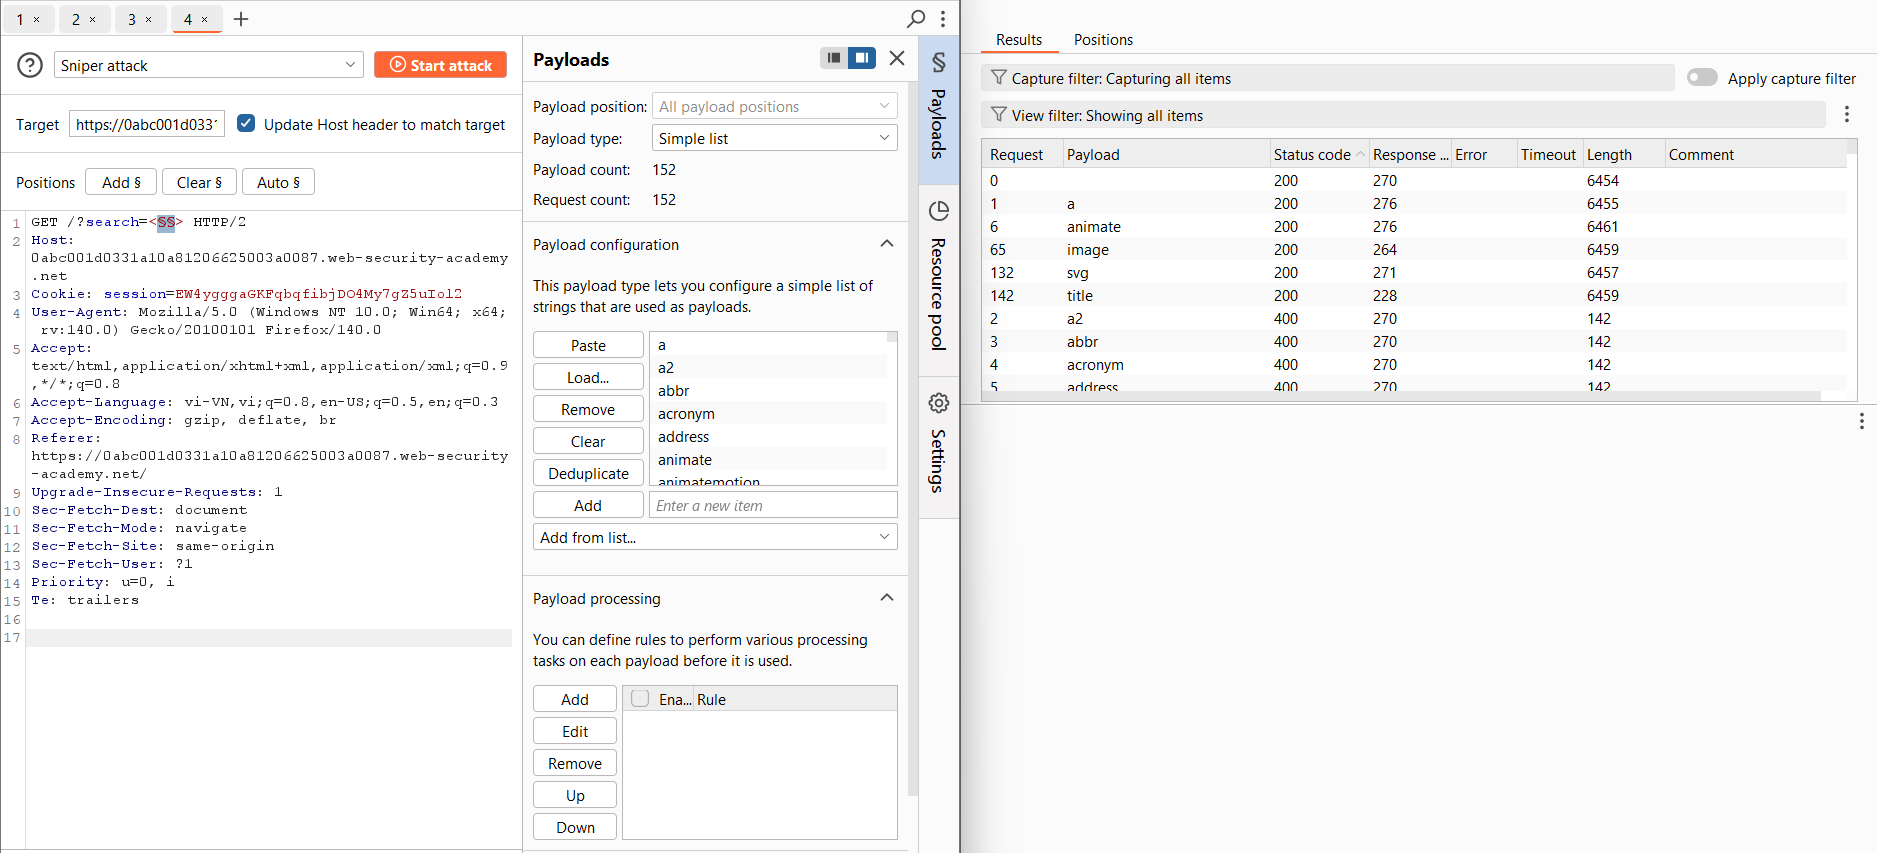 1 × 2 × 3 × 4 × +
Sniper attack
Start attack
Target https://0abc001d0331 Update Host header to match target
Positions Add § Clear § Auto §
1 GET /?search=<§§> HTTP/2
2 Host:
0abc001d0331a10a81206625003a0087.web-security-academy
.net
3 Cookie: session=EW4ygggaGKFqbqfibjDO4My7gZ5uIol2
4 User-Agent: Mozilla/5.0 (Windows NT 10.0; Win64; x64;
rv:140.0) Gecko/20100101 Firefox/140.0
5 Accept:
text/html,application/xhtml+xml,application/xml;q=0.9
,*/*;q=0.8
6 Accept-Language: vi-VN,vi;q=0.8,en-US;q=0.5,en;q=0.3
7 Accept-Encoding: gzip, deflate, br
8 Referer:
https://0abc001d0331a10a81206625003a0087.web-security
-academy.net/
9 Upgrade-Insecure-Requests: 1
10 Sec-Fetch-Dest: document
11 Sec-Fetch-Mode: navigate
12 Sec-Fetch-Site: same-origin
13 Sec-Fetch-User: ?1
14 Priority: u=0, i
15 Te: trailers
16
17
Payloads
Payload position: All payload positions
Payload type: Simple list
Payload count: 152
Request count: 152
Payload configuration
This payload type lets you configure a simple list of
strings that are used as payloads.
Paste
Load...
Remove
Clear
Deduplicate
Add
a
a2
abbr
acronym
address
animate
animatemotion
Enter a new item
Add from list...
Payload processing
You can define rules to perform various processing
tasks on each payload before it is used.
Add
Edit
Remove
Up
Down
Ena... Rule
§ Payloads
Resource pool
Settings
Results Positions
Capture filter: Capturing all items Apply capture filter
View filter: Showing all items
Request Payload Status code Response ... Error Timeout Length Comment
0 200 270 6454
1 a 200 276 6455
6 animate 200 276 6461
65 image 200 264 6459
132 svg 200 271 6457
142 title 200 228 6459
2 a2 400 270 142
3 abbr 400 270 142
4 acronym 400 270 142
5 address 400 270 142